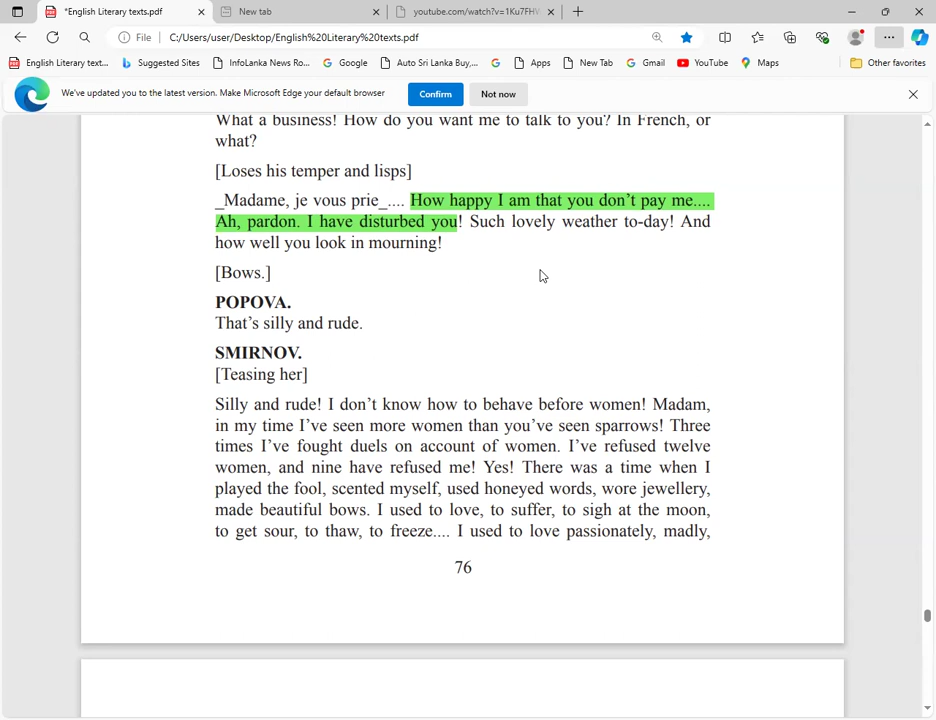 *English Literary texts.pdf
New tab
youtube.com/watch?v=1Ku7FHV
File
C:/Users/user/Desktop/English%20Literary%20texts.pdf
English Literary text...
Suggested Sites
InfoLanka News Ro...
Google
Auto Sri Lanka Buy,...
Apps
New Tab
Gmail
YouTube
Maps
Other favorites
We've updated you to the latest version. Make Microsoft Edge your default browser
Confirm
Not now
What a business! How do you want me to talk to you? In French, or
what?
[Loses his temper and lisps]
_Madame, je vous prie_.... How happy I am that you don't pay me....
Ah, pardon. I have disturbed you! Such lovely weather to-day! And
how well you look in mourning!
[Bows.]
POPOVA.
That's silly and rude.
SMIRNOV.
[Teasing her]
Silly and rude! I don't know how to behave before women! Madam,
in my time I've seen more women than you've seen sparrows! Three
times I've fought duels on account of women. I've refused twelve
women, and nine have refused me! Yes! There was a time when I
played the fool, scented myself, used honeyed words, wore jewellery,
made beautiful bows. I used to love, to suffer, to sigh at the moon,
to get sour, to thaw, to freeze.... I used to love passionately, madly,
76